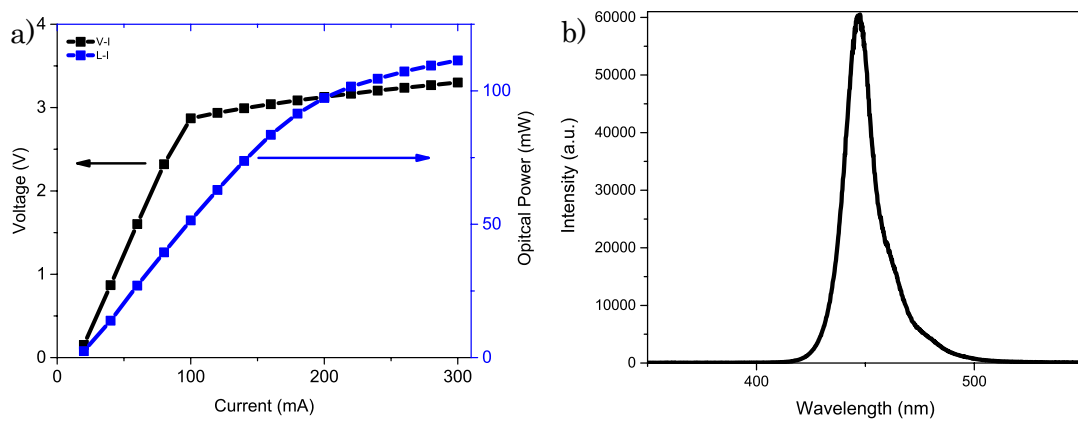 a)
V-I
L-I
4
3
2
1
0
Voltage (V)
0
100
200
300
Current (mA)
100
50
0
Opitcal Power (mW)
b)
60000
50000
40000
30000
20000
10000
0
Intensity (a.u.)
400
500
Wavelength (nm)